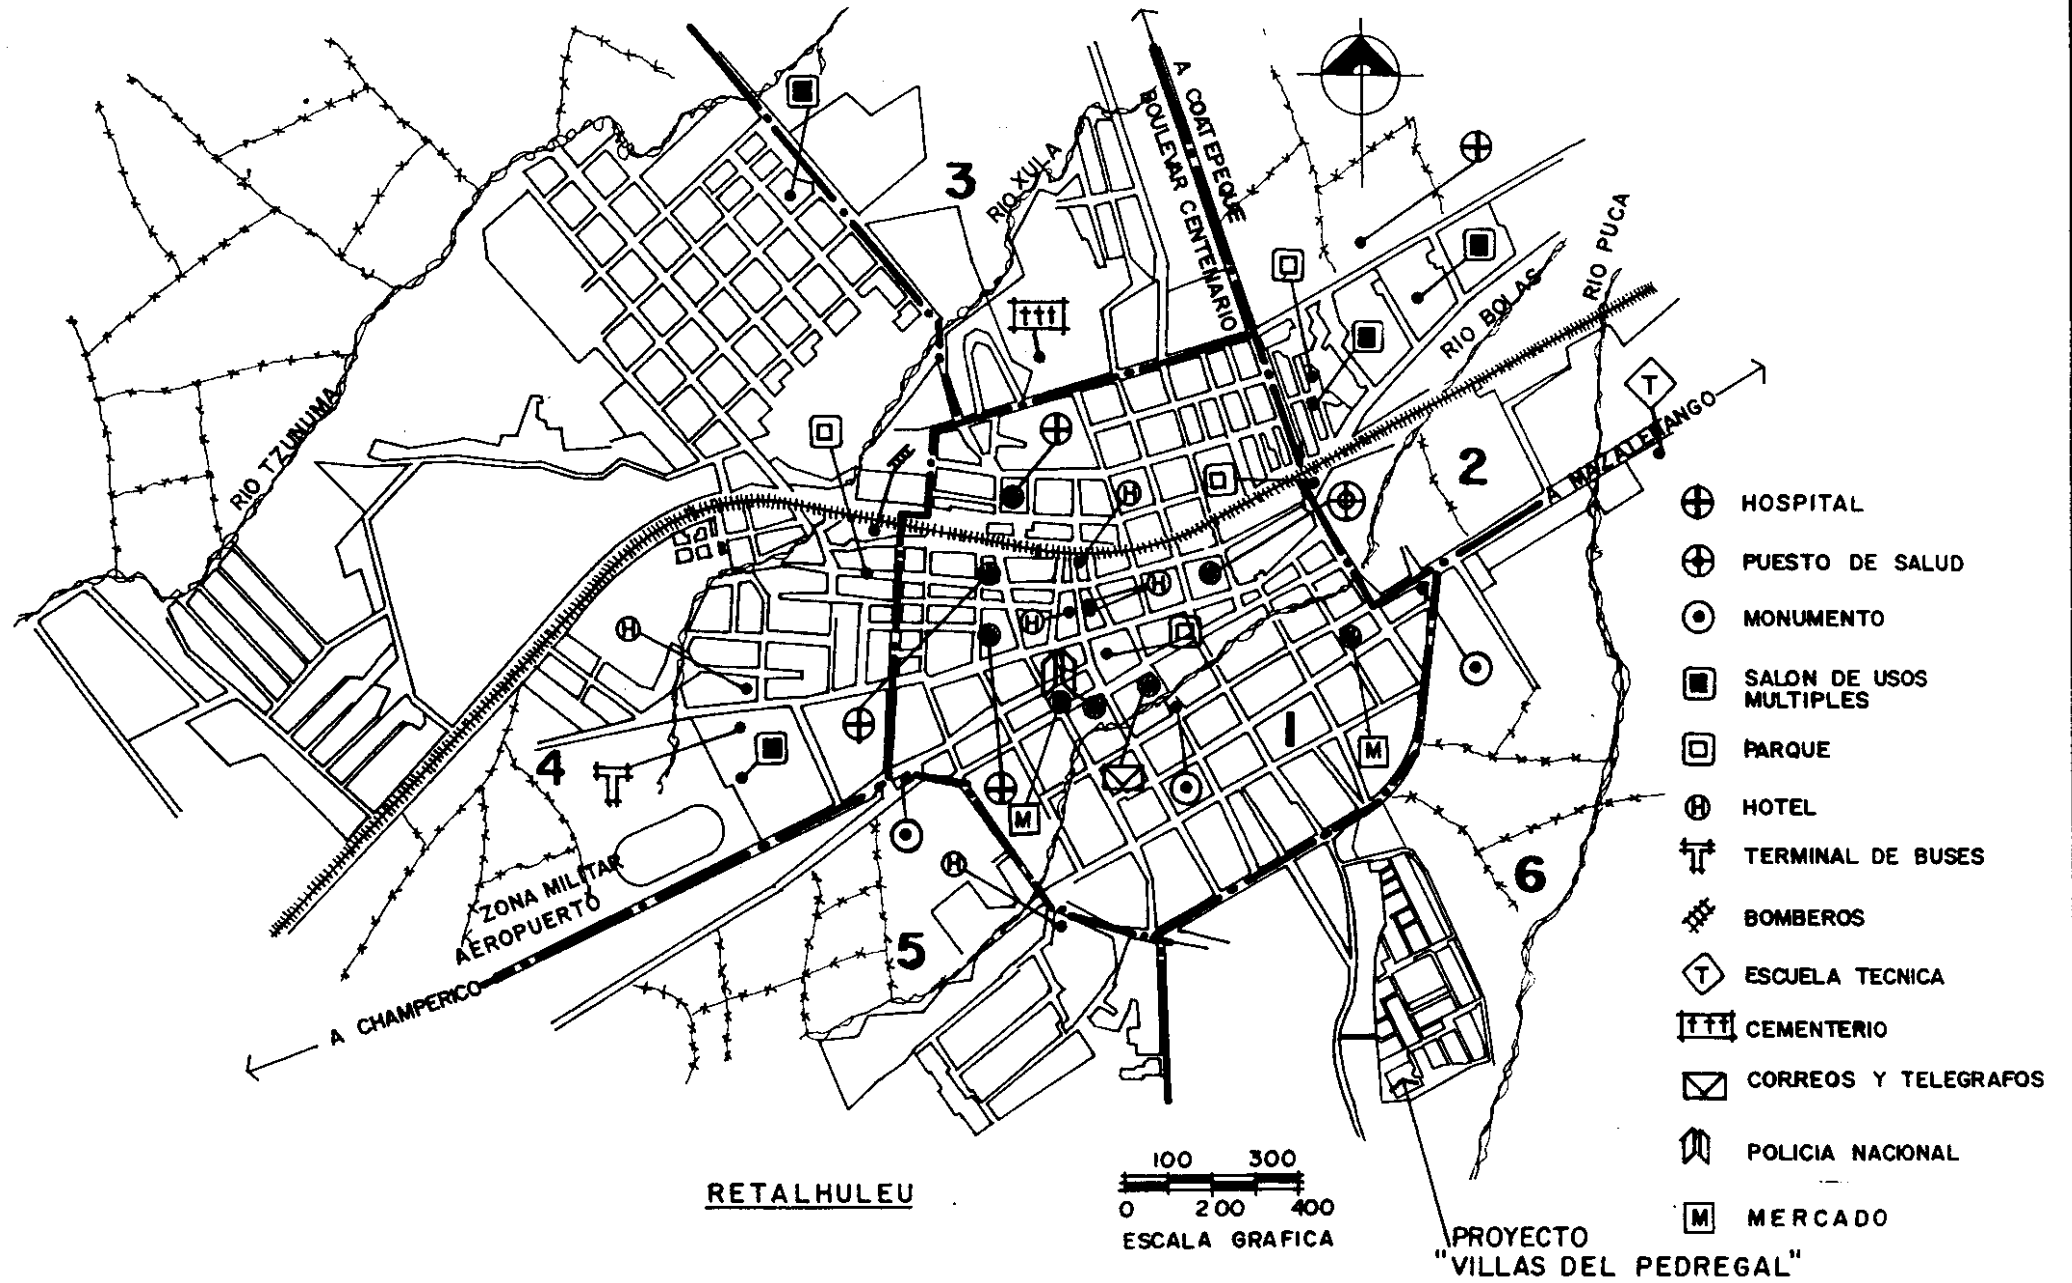 A COATEPEQUE
BOULEVAR CENTENARIO
3
RIO XULA
RIO PUCA
RIO BOLAS
T
A MAZATENANGO
2
RIO TZUNUMA
H
H
H
H
1
M
4
T
M
H
ZONA MILITAR
AEROPUERTO
5
6
A CHAMPERICO
HOSPITAL
PUESTO DE SALUD
MONUMENTO
SALON DE USOS
MULTIPLES
PARQUE
H HOTEL
TERMINAL DE BUSES
BOMBEROS
T ESCUELA TECNICA
CEMENTERIO
CORREOS Y TELEGRAFOS
POLICIA NACIONAL
M MERCADO
RETALHULEU
100 300
0 200 400
ESCALA GRAFICA
PROYECTO
"VILLAS DEL PEDREGAL"